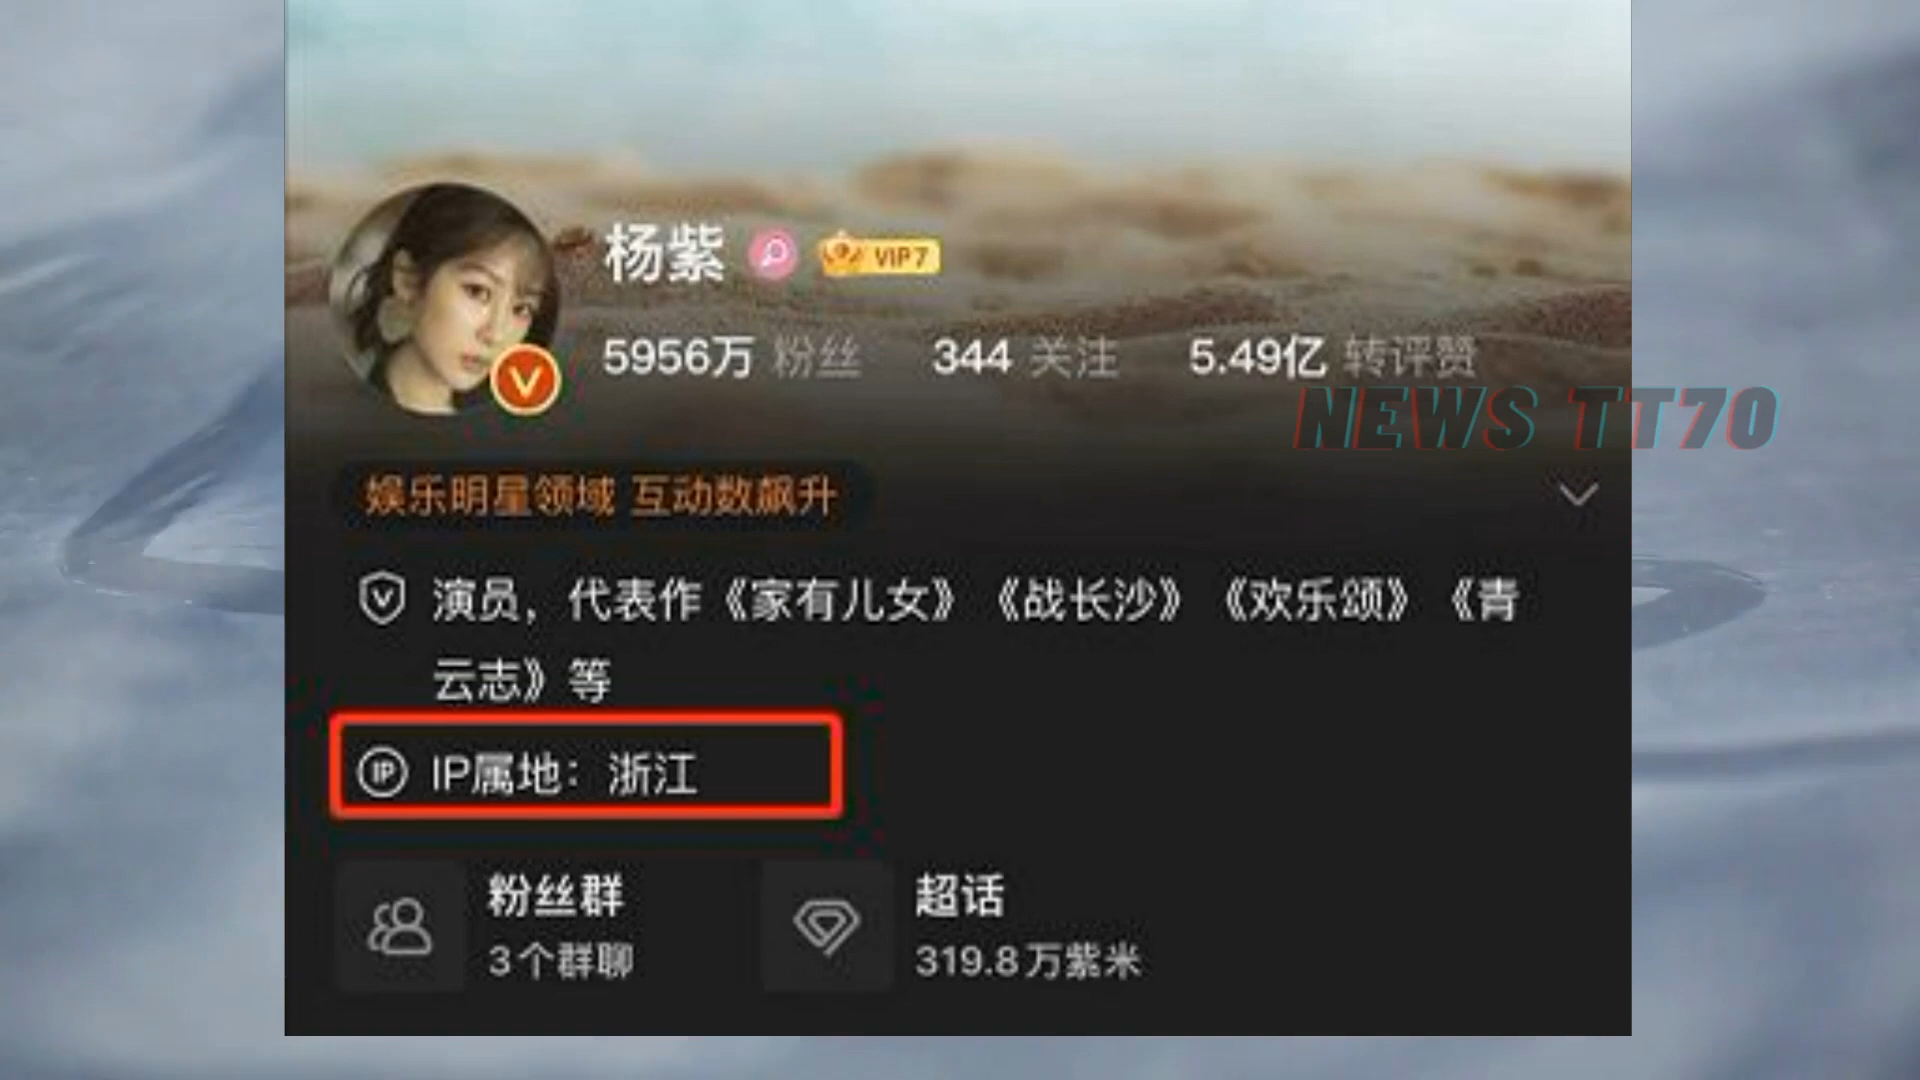 杨紫 VIP7
5956万 粉丝 344 关注 5.49亿 转评赞
NEWS TT70
娱乐明星领域 互动数飙升
演员，代表作《家有儿女》《战长沙》《欢乐颂》《青
云志》等
IP IP属地：浙江
粉丝群 超话
3个群聊 319.8万紫米